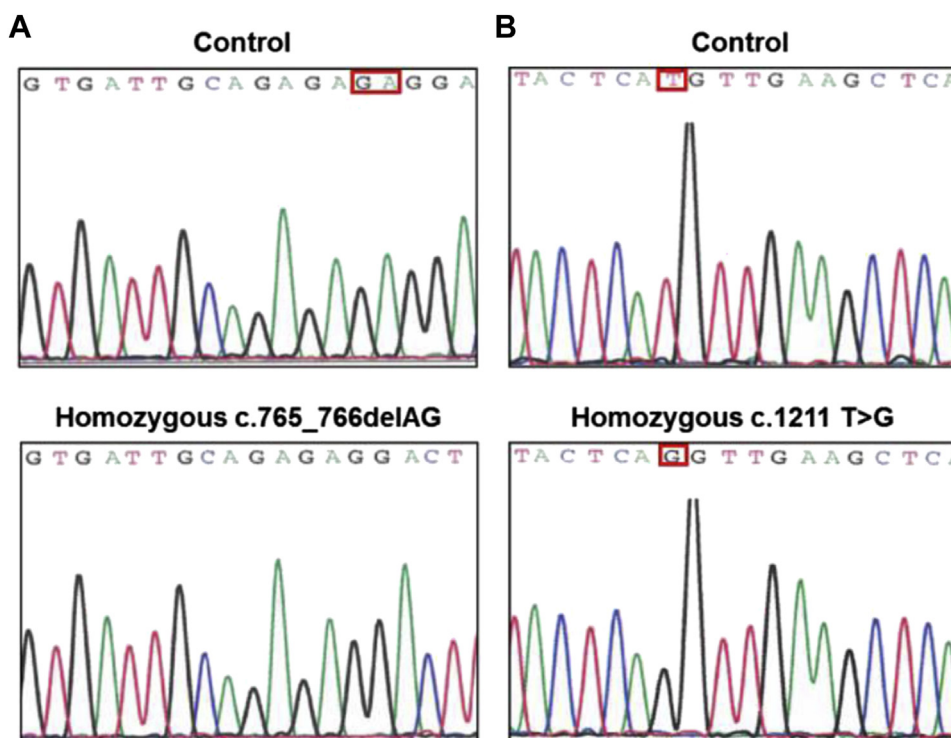 A
Control
G T G A T T G C A G A G A G A G G A
Homozygous c.765_766delAG
G T G A T T G C A G A G A G G A C T
B
Control
T A C T C A T G T T G A A G C T C A
Homozygous c.1211 T>G
T A C T C A G G T T G A A G C T C A